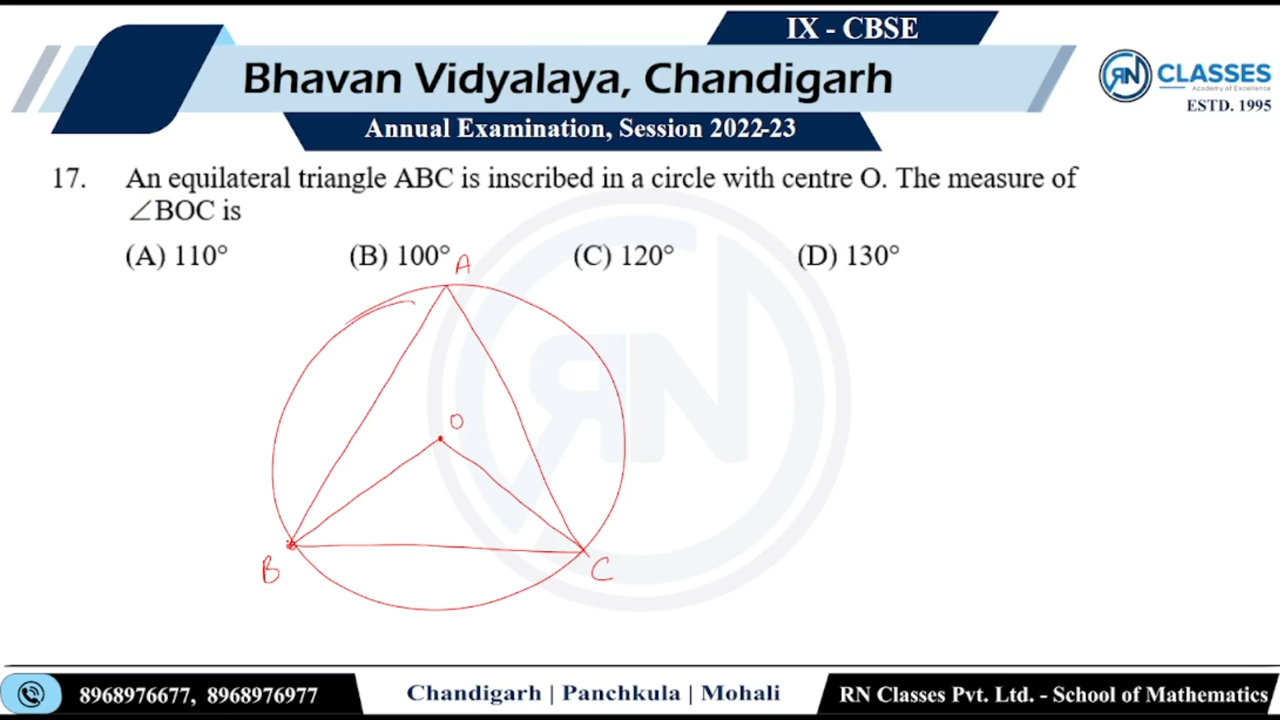 IX - CBSE
Bhavan Vidyalaya, Chandigarh
RN CLASSES
Academy of Excellence
ESTD. 1995
Annual Examination, Session 2022-23
17. An equilateral triangle ABC is inscribed in a circle with centre O. The measure of
∠BOC is
(A) 110° (B) 100° (C) 120° (D) 130°
A
O
B
C
RN
8968976677, 8968976977
Chandigarh | Panchkula | Mohali
RN Classes Pvt. Ltd. - School of Mathematics